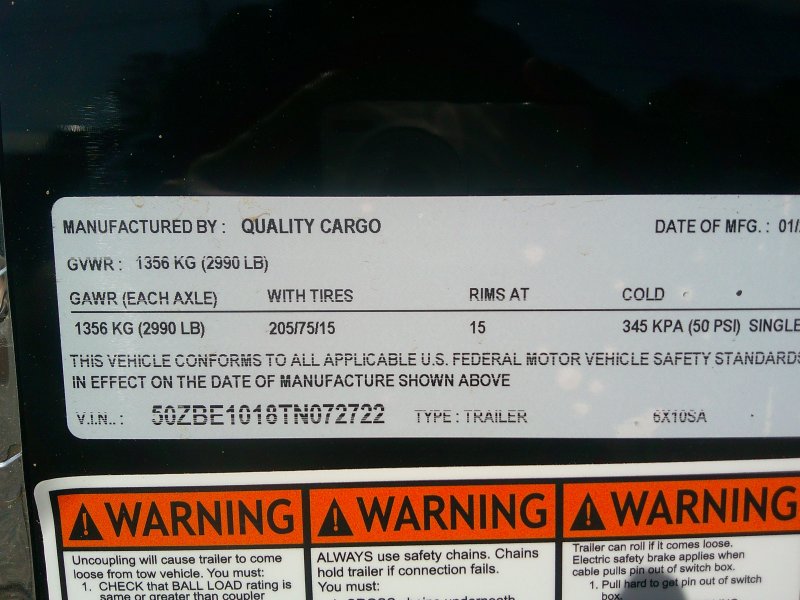 MANUFACTURED BY : QUALITY CARGO DATE OF MFG. : 01/
GVWR : 1356 KG (2990 LB)
GAWR (EACH AXLE) WITH TIRES RIMS AT COLD
1356 KG (2990 LB) 205/75/15 15 345 KPA (50 PSI) SINGLE
THIS VEHICLE CONFORMS TO ALL APPLICABLE U.S. FEDERAL MOTOR VEHICLE SAFETY STANDARDS
IN EFFECT ON THE DATE OF MANUFACTURE SHOWN ABOVE
V.I.N.. : 50ZBE1018TN072722 TYPE : TRAILER 6X10SA
WARNING
Uncoupling will cause trailer to come
loose from tow vehicle. You must:
1. CHECK that BALL LOAD rating is
same or greater than coupler
WARNING
ALWAYS use safety chains. Chains
hold trailer if connection fails.
You must:
WARNING
Trailer can roll if it comes loose.
Electric safety brake applies when
cable pulls pin out of switch box.
1. Pull hard to get pin out of switch
box.